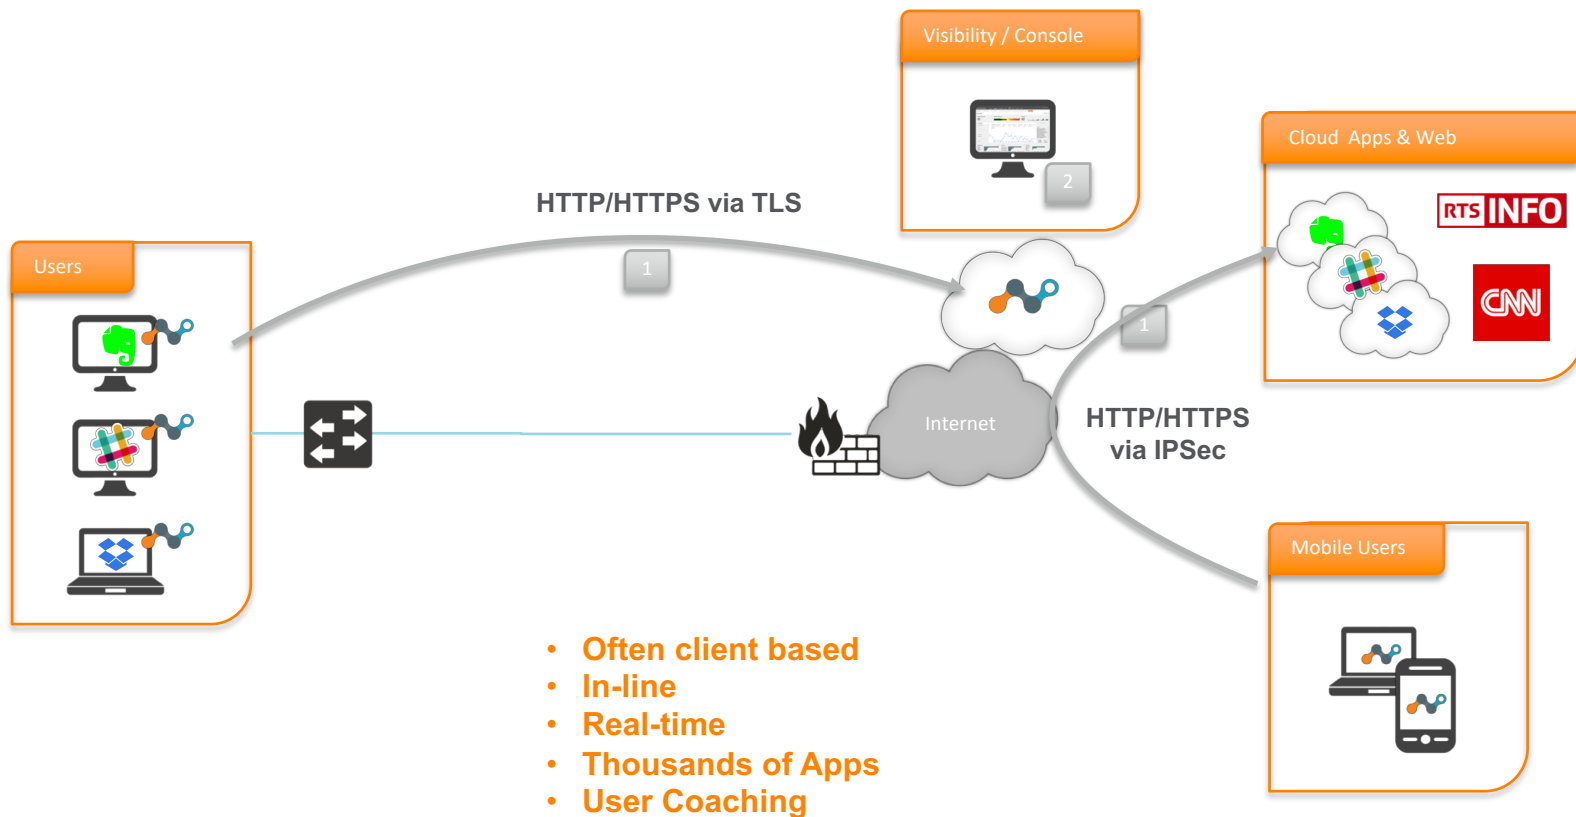 Visibility / Console
2
Cloud Apps & Web
RTS INFO
CNN
HTTP/HTTPS via TLS
1
Users
1
Internet
HTTP/HTTPS
via IPSec
Mobile Users
• Often client based
• In-line
• Real-time
• Thousands of Apps
• User Coaching